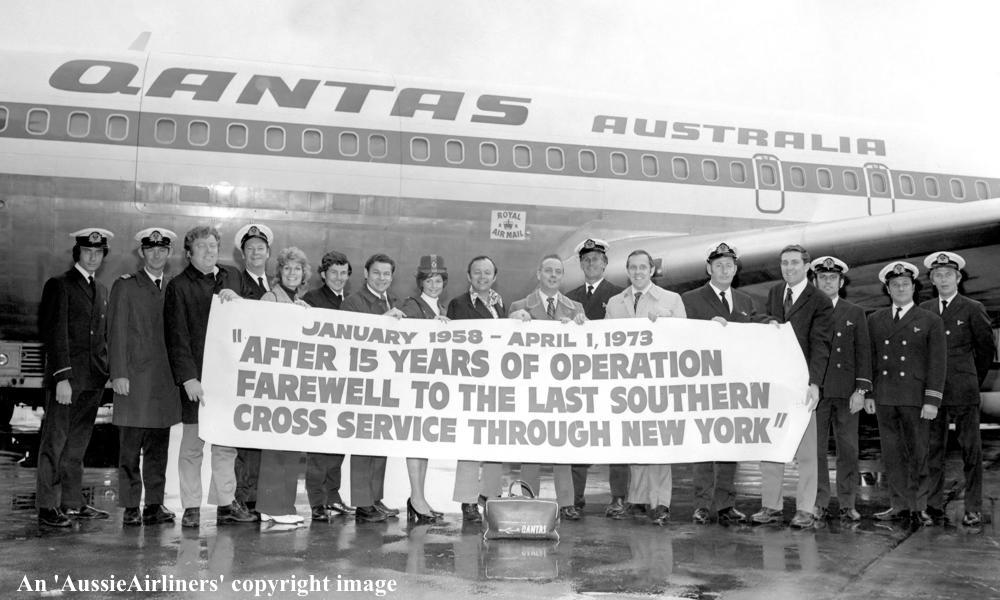 QANTAS AUSTRALIA
ROYAL
AIR MAIL
JANUARY 1958 - APRIL 1, 1973
"AFTER 15 YEARS OF OPERATION
FAREWELL TO THE LAST SOUTHERN
CROSS SERVICE THROUGH NEW YORK"
QANTAS
An 'AussieAirliners' copyright image